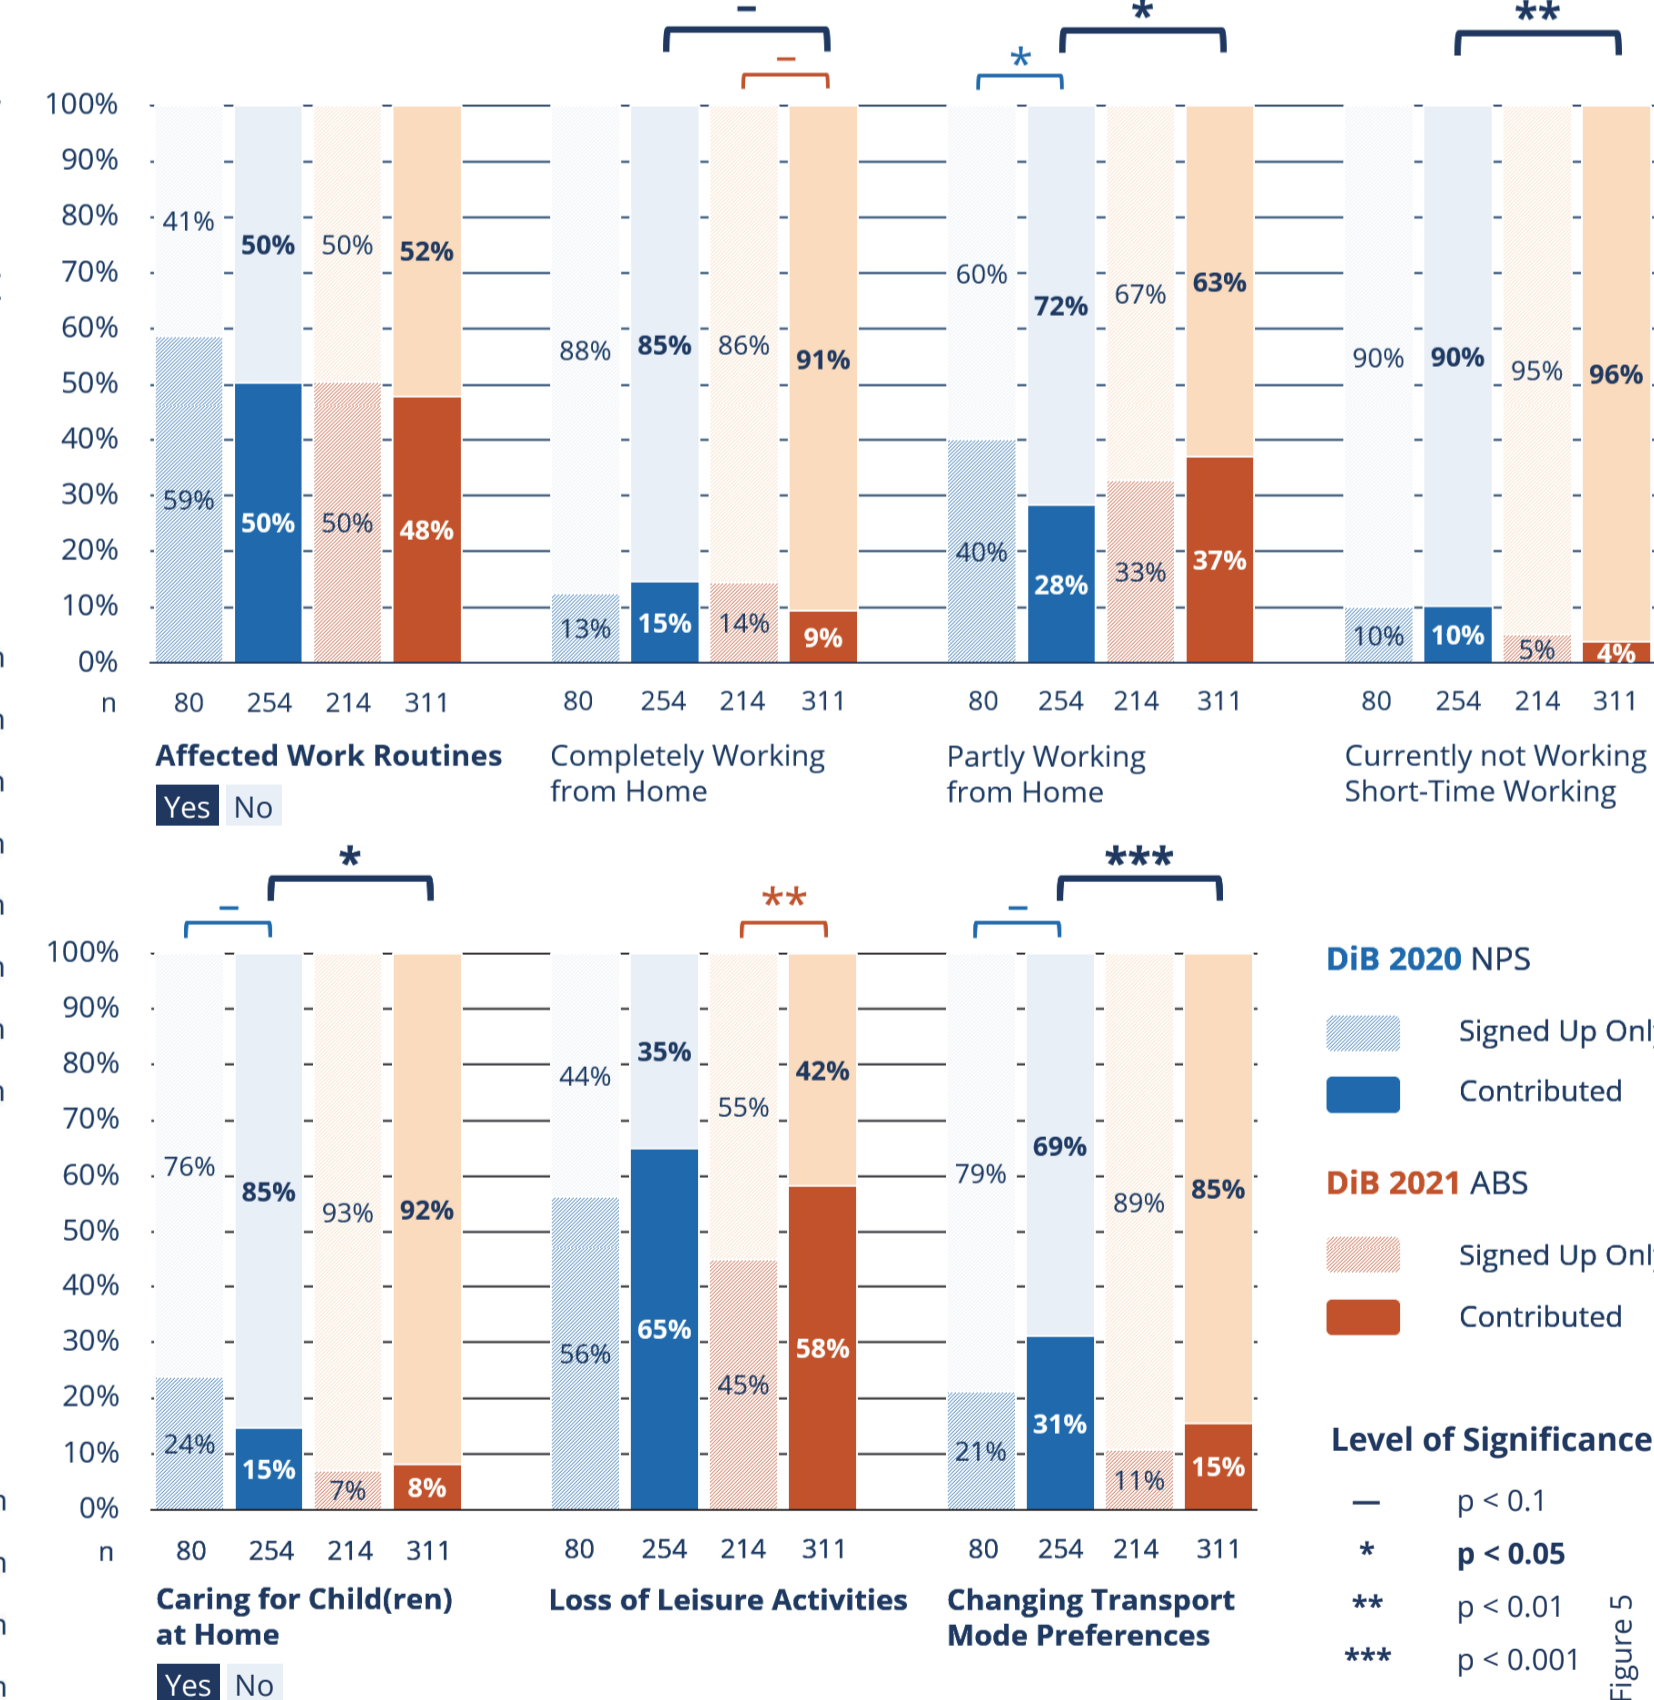 – * **
– *
100%
90%
80%
70%
60%
50%
40%
30%
20%
10%
0%
41% 50% 50% 52%
59% 50% 50% 48%
88% 85% 86% 91%
13% 15% 14% 9%
60% 72% 67% 63%
40% 28% 33% 37%
90% 90% 95% 96%
10% 10% 5% 4%
n 80 254 214 311 80 254 214 311 80 254 214 311 80 254 214 311
Affected Work Routines
Yes No
Completely Working
from Home
Partly Working
from Home
Currently not Working
Short-Time Working
* ***
– ** –
100%
90%
80%
70%
60%
50%
40%
30%
20%
10%
0%
76% 85% 93% 92%
24% 15% 7% 8%
44% 35% 55% 42%
56% 65% 45% 58%
79% 69% 89% 85%
21% 31% 11% 15%
n 80 254 214 311 80 254 214 311 80 254 214 311
Caring for Child(ren)
at Home
Yes No
Loss of Leisure Activities
Changing Transport
Mode Preferences
DiB 2020 NPS
Signed Up
Contributed
DiB 2021 ABS
Signed Up
Contributed
Level of Significance
– p < 0.1
* p < 0.05
** p < 0.01
*** p < 0.001
Figure 5